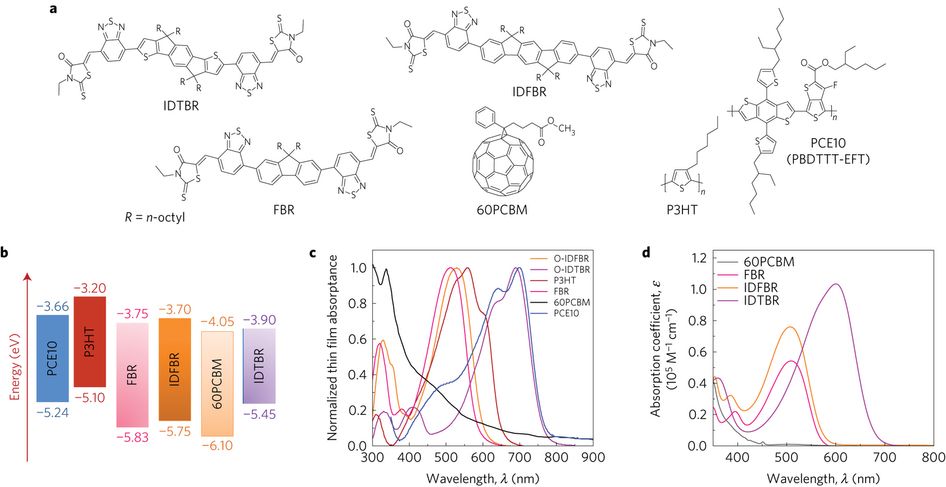 a
IDTBR
IDFBR
FBR
60PCBM
P3HT
PCE10
(PBDTTT-EFT)
R = n-octyl
N S N
R R
O
N
S
S
R R
N S N
S
N
O
S
N S N
R R
O
N
S
S
R R
N S N
S
N
O
S
N S N
R R
O
N
S
S
N S N
S
N
O
S
O
O CH₃
S
n
S
S
S
S
S
S
O
O
F
n
b
Energy (eV)
−3.66
PCE10
−5.24
−3.20
P3HT
−5.10
−3.75
FBR
−5.83
−3.70
IDFBR
−5.75
−4.05
60PCBM
−6.10
−3.90
IDTBR
−5.45
c
Normalized thin film absorptance
1.0
0.8
0.6
0.4
0.2
0.0
300 400 500 600 700 800 900
Wavelength, λ (nm)
O-IDFBR
O-IDTBR
P3HT
FBR
60PCBM
PCE10
d
Absorption coefficient, ε
(10⁵ M⁻¹ cm⁻¹)
1.2
1.0
0.8
0.6
0.4
0.2
0.0
400 500 600 700 800
Wavelength, λ (nm)
60PCBM
FBR
IDFBR
IDTBR